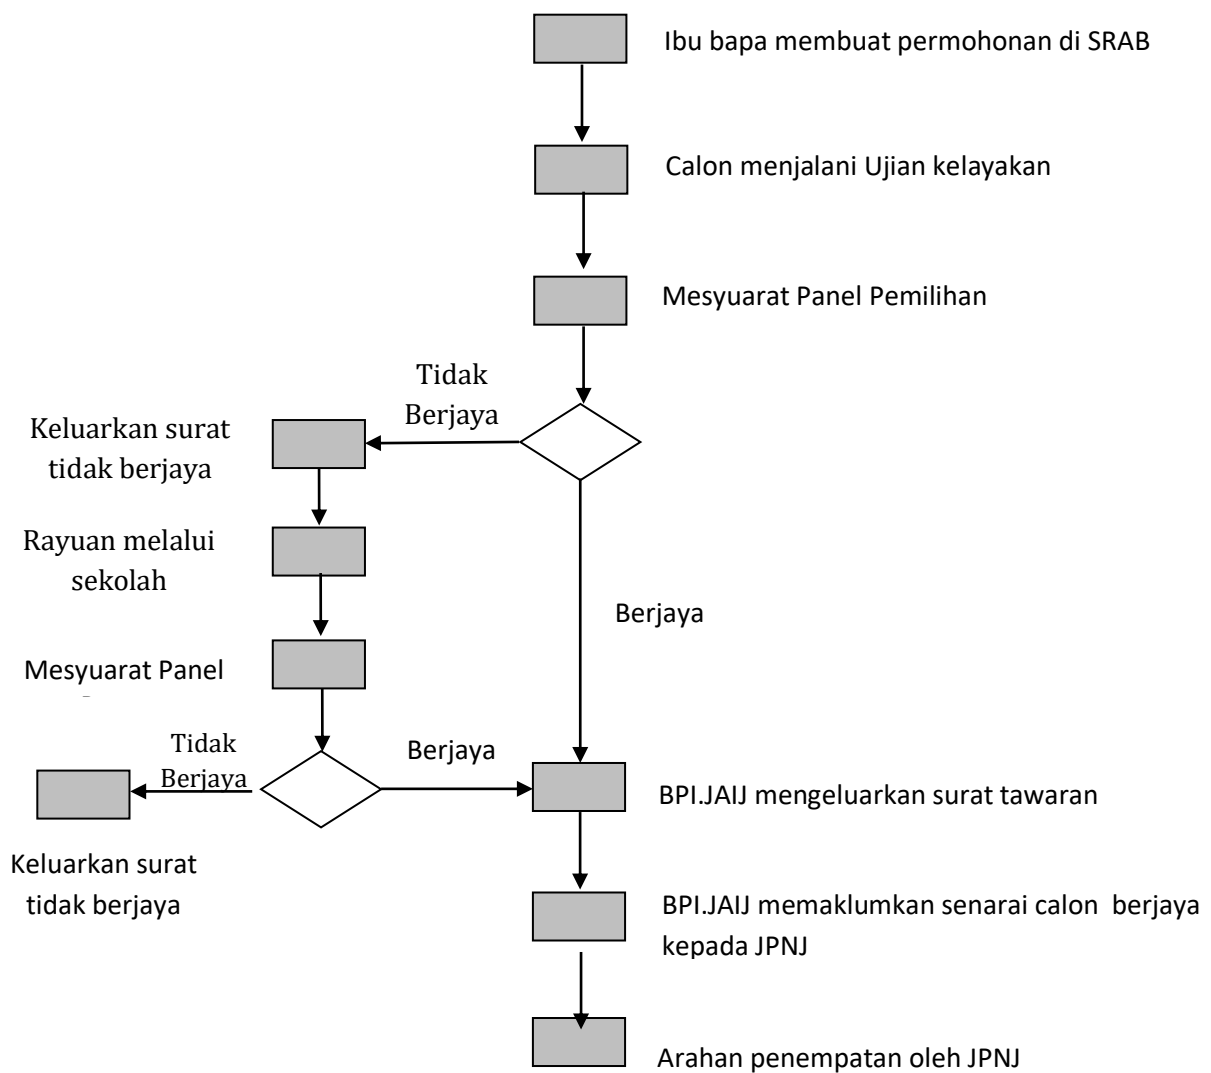 Ibu bapa membuat permohonan di SRAB
Calon menjalani Ujian kelayakan
Mesyuarat Panel Pemilihan
Tidak
Berjaya
Keluarkan surat
tidak berjaya
Rayuan melalui
sekolah
Berjaya
Mesyuarat Panel
Tidak
Berjaya
Berjaya
BPI.JAIJ mengeluarkan surat tawaran
Keluarkan surat
tidak berjaya
BPI.JAIJ memaklumkan senarai calon  berjaya
kepada JPNJ
Arahan penempatan oleh JPNJ